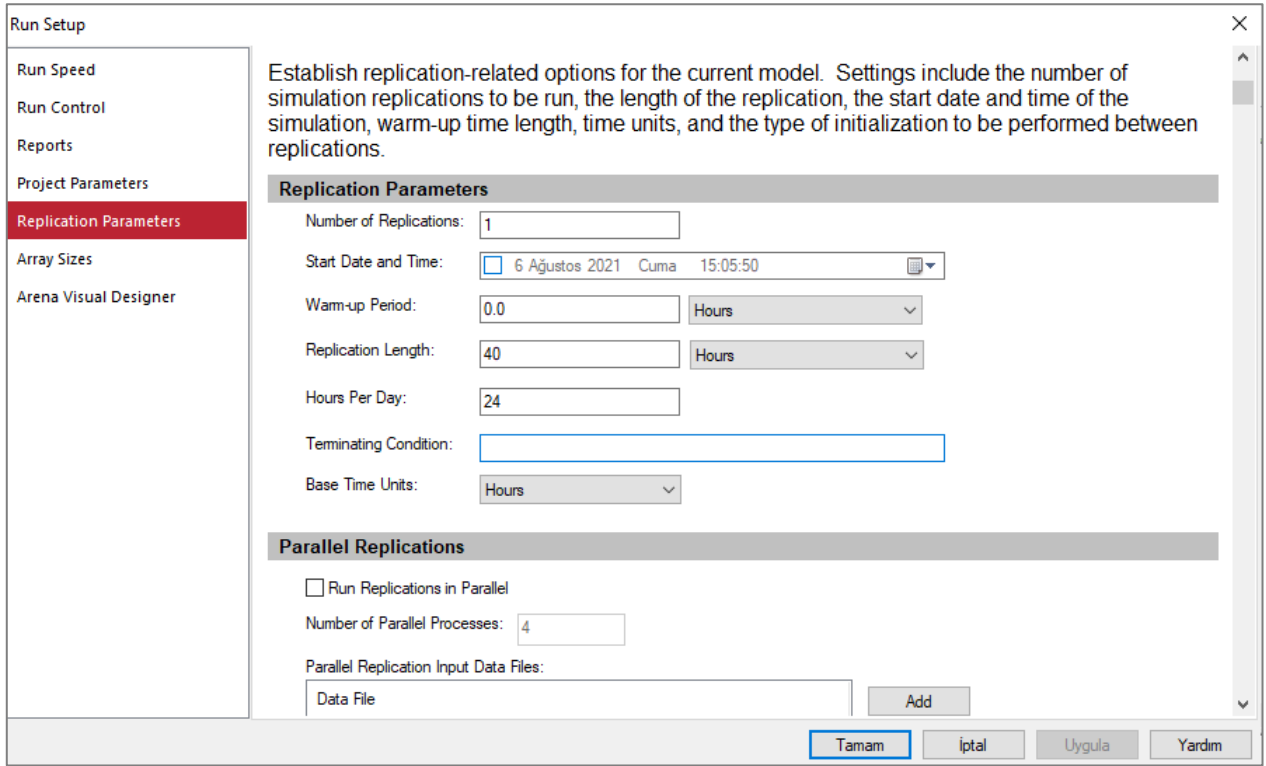 Run Setup
Run Speed
Run Control
Reports
Project Parameters
Replication Parameters
Array Sizes
Arena Visual Designer
Establish replication-related options for the current model.  Settings include the number of
simulation replications to be run, the length of the replication, the start date and time of the
simulation, warm-up time length, time units, and the type of initialization to be performed between
replications.
Replication Parameters
Number of Replications: 1
Start Date and Time: 6 Ağustos 2021 Cuma 15:05:50
Warm-up Period: 0.0 Hours
Replication Length: 40 Hours
Hours Per Day: 24
Terminating Condition:
Base Time Units: Hours
Parallel Replications
Run Replications in Parallel
Number of Parallel Processes: 4
Parallel Replication Input Data Files:
Data File Add
Tamam İptal Uygula Yardım